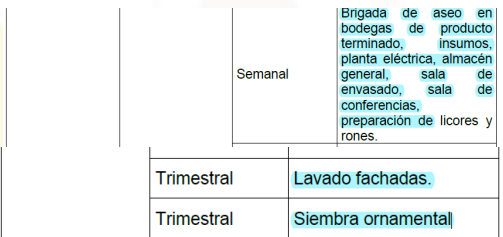 Brigada de aseo en
bodegas de producto
terminado, insumos,
planta eléctrica, almacén
Semanal
general, sala de
envasado, sala de
conferencias,
preparación de licores y
rones.
Trimestral Lavado fachadas.
Trimestral Siembra ornamental